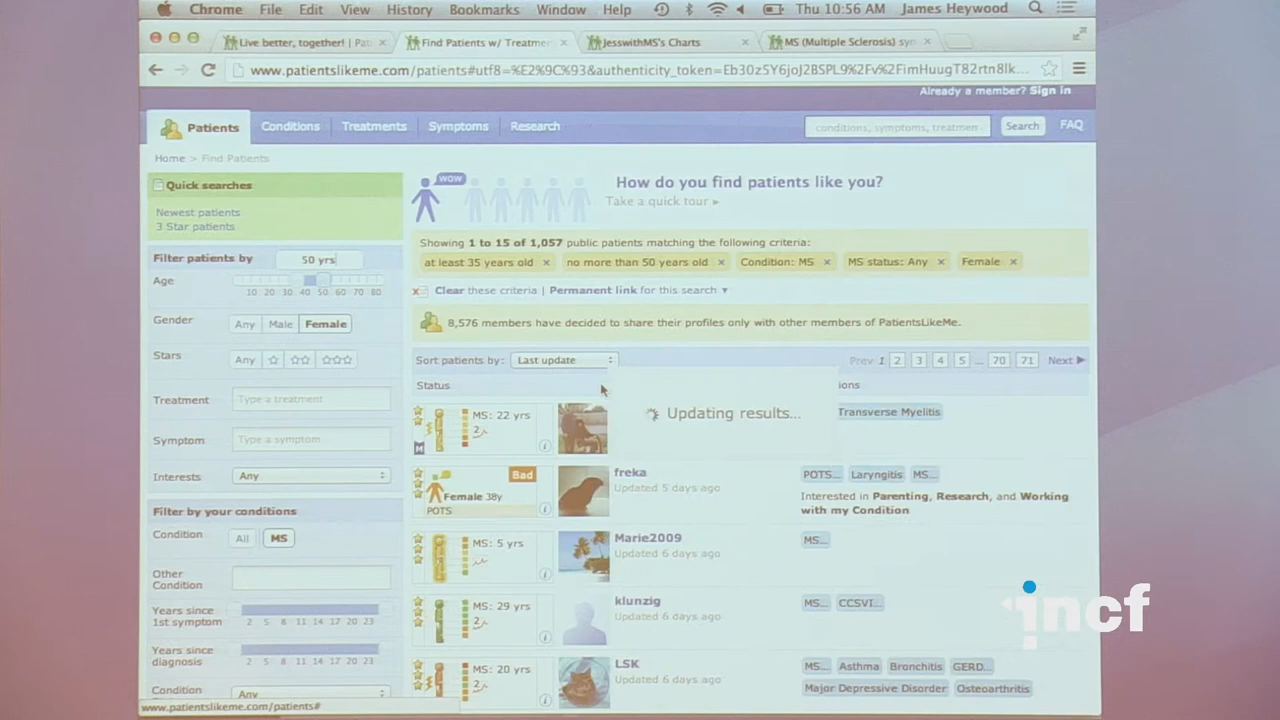 Chrome File Edit View History Bookmarks Window Help Thu 10:56 AM James Heywood
Live better, together! | Pat
Find Patients w/ Treatmen
JesswithMS's Charts
MS (Multiple Sclerosis) syn
www.patientslikeme.com/patients#utf8=%E2%9C%93&authenticity_token=Eb30z5Y6joJ2BSPL9%2Fv%2FimHuugT82rtn8lk...
Already a member? Sign in
Patients Conditions Treatments Symptoms Research
conditions, symptoms, treatmen Search FAQ
Home > Find Patients
Quick searches
Newest patients
3 Star patients
WOW
How do you find patients like you?
Take a quick tour »
Showing 1 to 15 of 1,057 public patients matching the following criteria:
at least 35 years old × no more than 50 years old × Condition: MS × MS status: Any × Female ×
Clear these criteria | Permanent link for this search ▼
8,576 members have decided to share their profiles only with other members of PatientsLikeMe.
Filter patients by 50 yrs
Age
10 20 30 40 50 60 70 80
Gender Any Male Female
Stars Any
Treatment Type a treatment
Symptom Type a symptom
Interests Any
Filter by your conditions
Condition All MS
Other
Condition
Years since
1st symptom 2 5 8 11 14 17 20 23
Years since
diagnosis 2 5 8 11 14 17 20 23
Condition Any
www.patientslikeme.com/patients#
Sort patients by: Last update
Prev 1 2 3 4 5 ... 70 71 Next ▶
Status ions
Updating results...
MS: 22 yrs
2
M
Transverse Myelitis
Bad
Female 38y
POTS
freka
Updated 5 days ago
POTS... Laryngitis MS...
Interested in Parenting, Research, and Working
with my Condition
MS: 5 yrs
Marie2009
Updated 6 days ago
MS...
MS: 29 yrs
2
klunzig
Updated 6 days ago
MS... CCSVI...
MS: 20 yrs
2
LSK
Updated 6 days ago
MS... Asthma Bronchitis GERD...
Major Depressive Disorder Osteoarthritis
incf